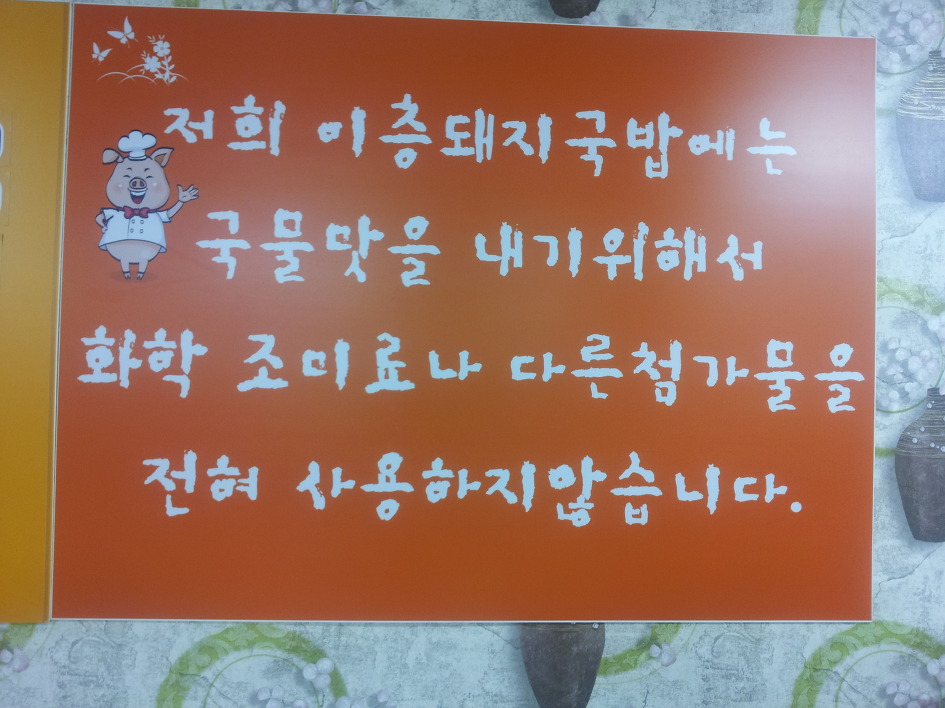 저희 이층돼지국밥에는
국물맛을 내기위해서
화학 조미료나 다른첨가물을
전혀 사용하지않습니다.